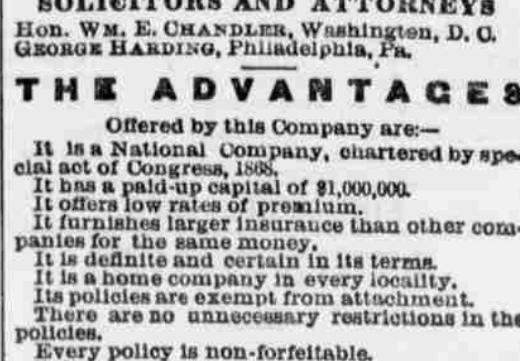 SOLICITORS AND ATTORNEYS
Hon. WM. E. CHANDLER, Washington, D. C.
GEORGE HARDING, Philadelphia, Pa.
THE ADVANTAGES
Offered by this Company are:—
It is a National Company, chartered by spe-
cial act of Congress, 1868.
It has a paid-up capital of $1,000,000.
It offers low rates of premium.
It furnishes larger insurance than other com-
panies for the same money.
It is definite and certain in its terms.
It is a home company in every locality.
Its policies are exempt from attachment.
There are no unnecessary restrictions in the
policies.
Every policy is non-forfeitable.